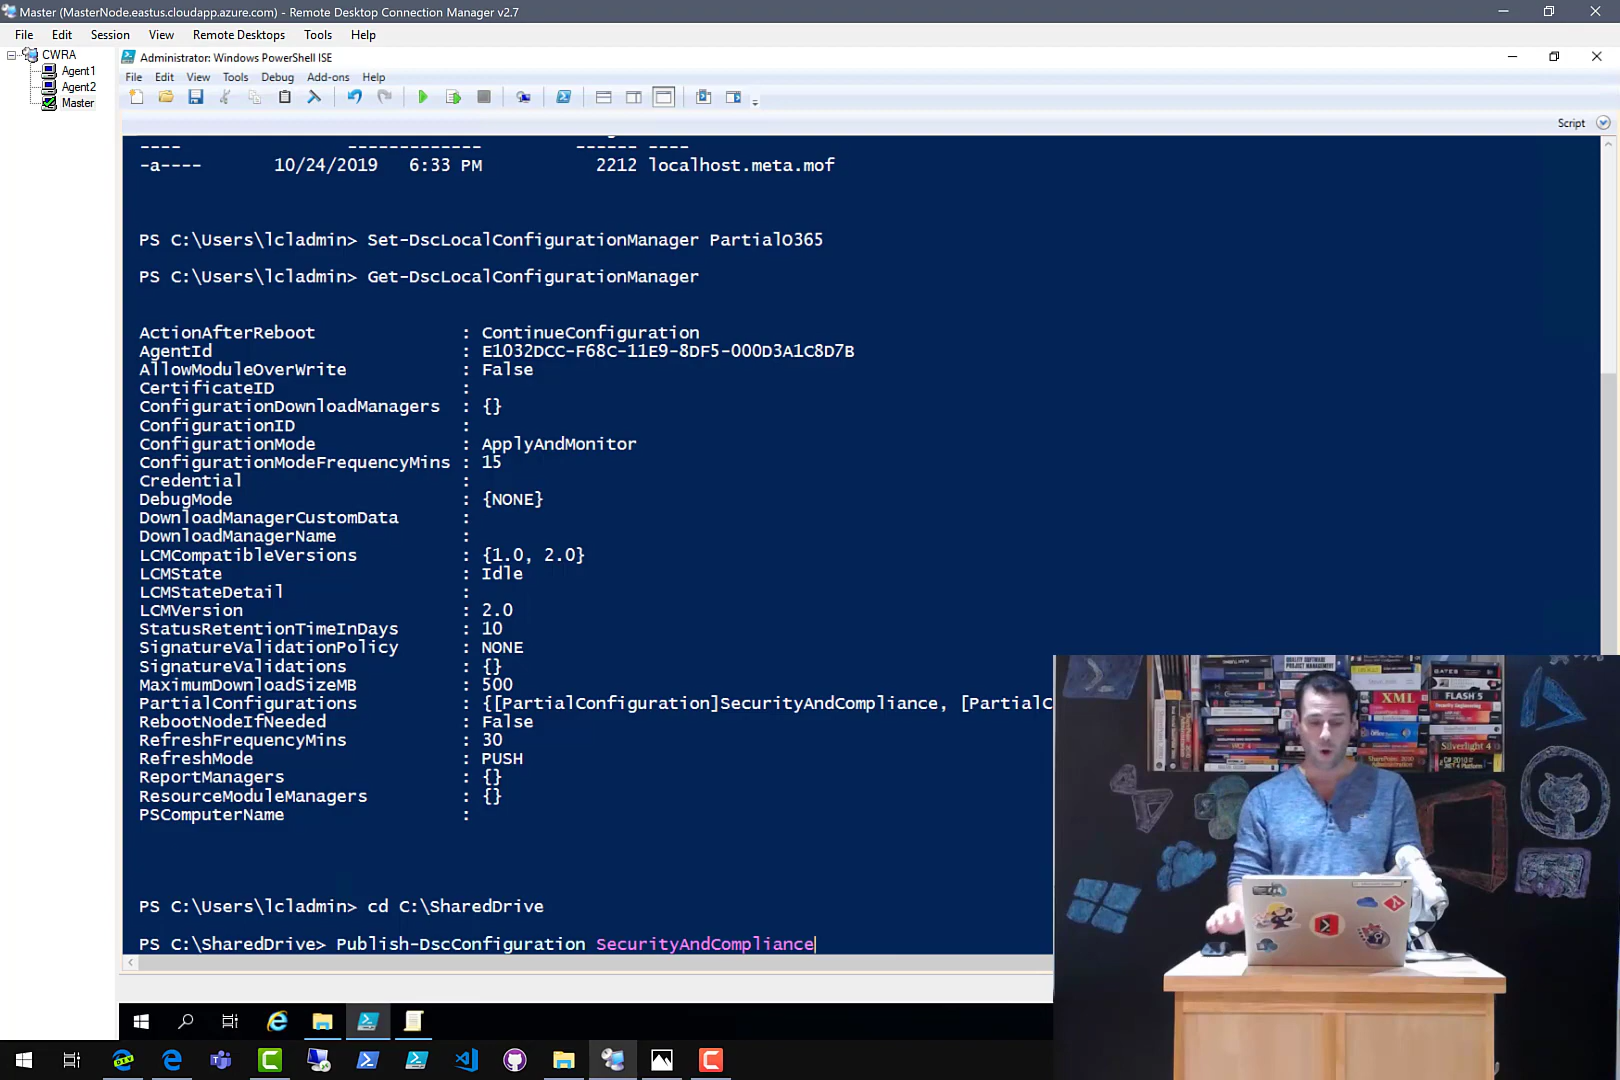 Master (MasterNode.eastus.cloudapp.azure.com) - Remote Desktop Connection Manager v2.7
File Edit Session View Remote Desktops Tools Help
CWRA
Agent1
Agent2
Master
Administrator: Windows PowerShell ISE
File Edit View Tools Debug Add-ons Help
Script
---- ------------- ------ ----
-a---- 10/24/2019 6:33 PM 2212 localhost.meta.mof
PS C:\Users\lcladmin> Set-DscLocalConfigurationManager PartialO365
PS C:\Users\lcladmin> Get-DscLocalConfigurationManager
ActionAfterReboot : ContinueConfiguration
AgentId : E1032DCC-F68C-11E9-8DF5-000D3A1C8D7B
AllowModuleOverWrite : False
CertificateID :
ConfigurationDownloadManagers : {}
ConfigurationID :
ConfigurationMode : ApplyAndMonitor
ConfigurationModeFrequencyMins : 15
Credential :
DebugMode : {NONE}
DownloadManagerCustomData :
DownloadManagerName :
LCMCompatibleVersions : {1.0, 2.0}
LCMState : Idle
LCMStateDetail :
LCMVersion : 2.0
StatusRetentionTimeInDays : 10
SignatureValidationPolicy : NONE
SignatureValidations : {}
MaximumDownloadSizeMB : 500
PartialConfigurations : {[PartialConfiguration]SecurityAndCompliance, [PartialC
RebootNodeIfNeeded : False
RefreshFrequencyMins : 30
RefreshMode : PUSH
ReportManagers : {}
ResourceModuleManagers : {}
PSComputerName :
PS C:\Users\lcladmin> cd C:\SharedDrive
PS C:\SharedDrive> Publish-DscConfiguration SecurityAndCompliance
XML
FLASH 5
Silverlight 4